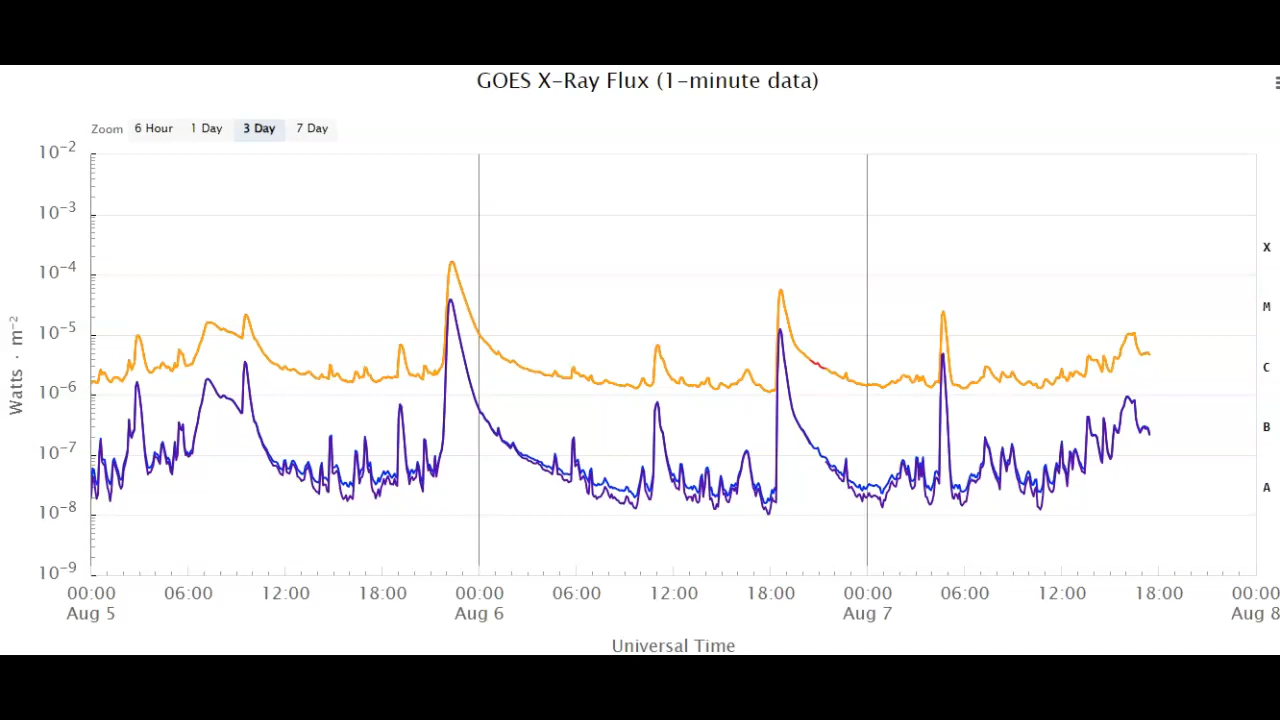 GOES X-Ray Flux (1-minute data)
Zoom 6 Hour 1 Day 3 Day 7 Day
10⁻²
10⁻³
10⁻⁴
10⁻⁵
10⁻⁶
10⁻⁷
10⁻⁸
10⁻⁹
Watts · m⁻²
X
M
C
B
A
00:00 06:00 12:00 18:00 00:00 06:00 12:00 18:00 00:00 06:00 12:00 18:00 00:00
Aug 5 Aug 6 Aug 7 Aug 8
Universal Time